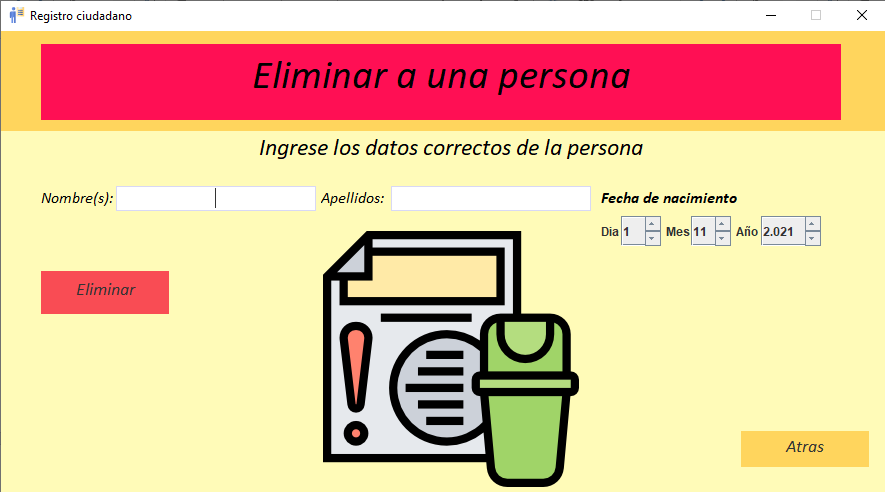 Registro ciudadano
Eliminar a una persona
Ingrese los datos correctos de la persona
Nombre(s): Apellidos: Fecha de nacimiento
Dia 1 Mes 11 Año 2.021
Eliminar
Atras